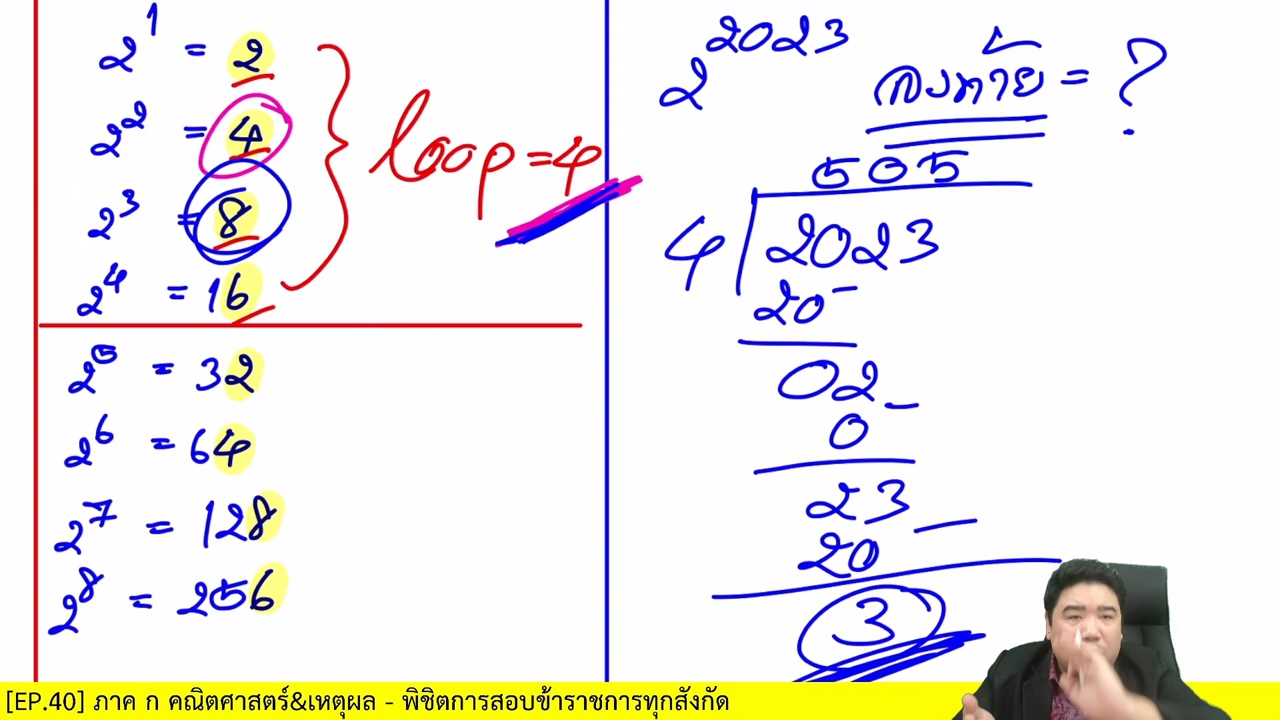 2^1 = 2
2^2 = 4
2^3 = 8
2^4 = 16
loop = 4
2^5 = 32
2^6 = 64
2^7 = 128
2^8 = 256
2^2023
ลงท้าย = ?
505
4 2023
20
02
0
23
20
3
[EP.40] ภาค ก คณิตศาสตร์&เหตุผล - พิชิตการสอบข้าราชการทุกสังกัด